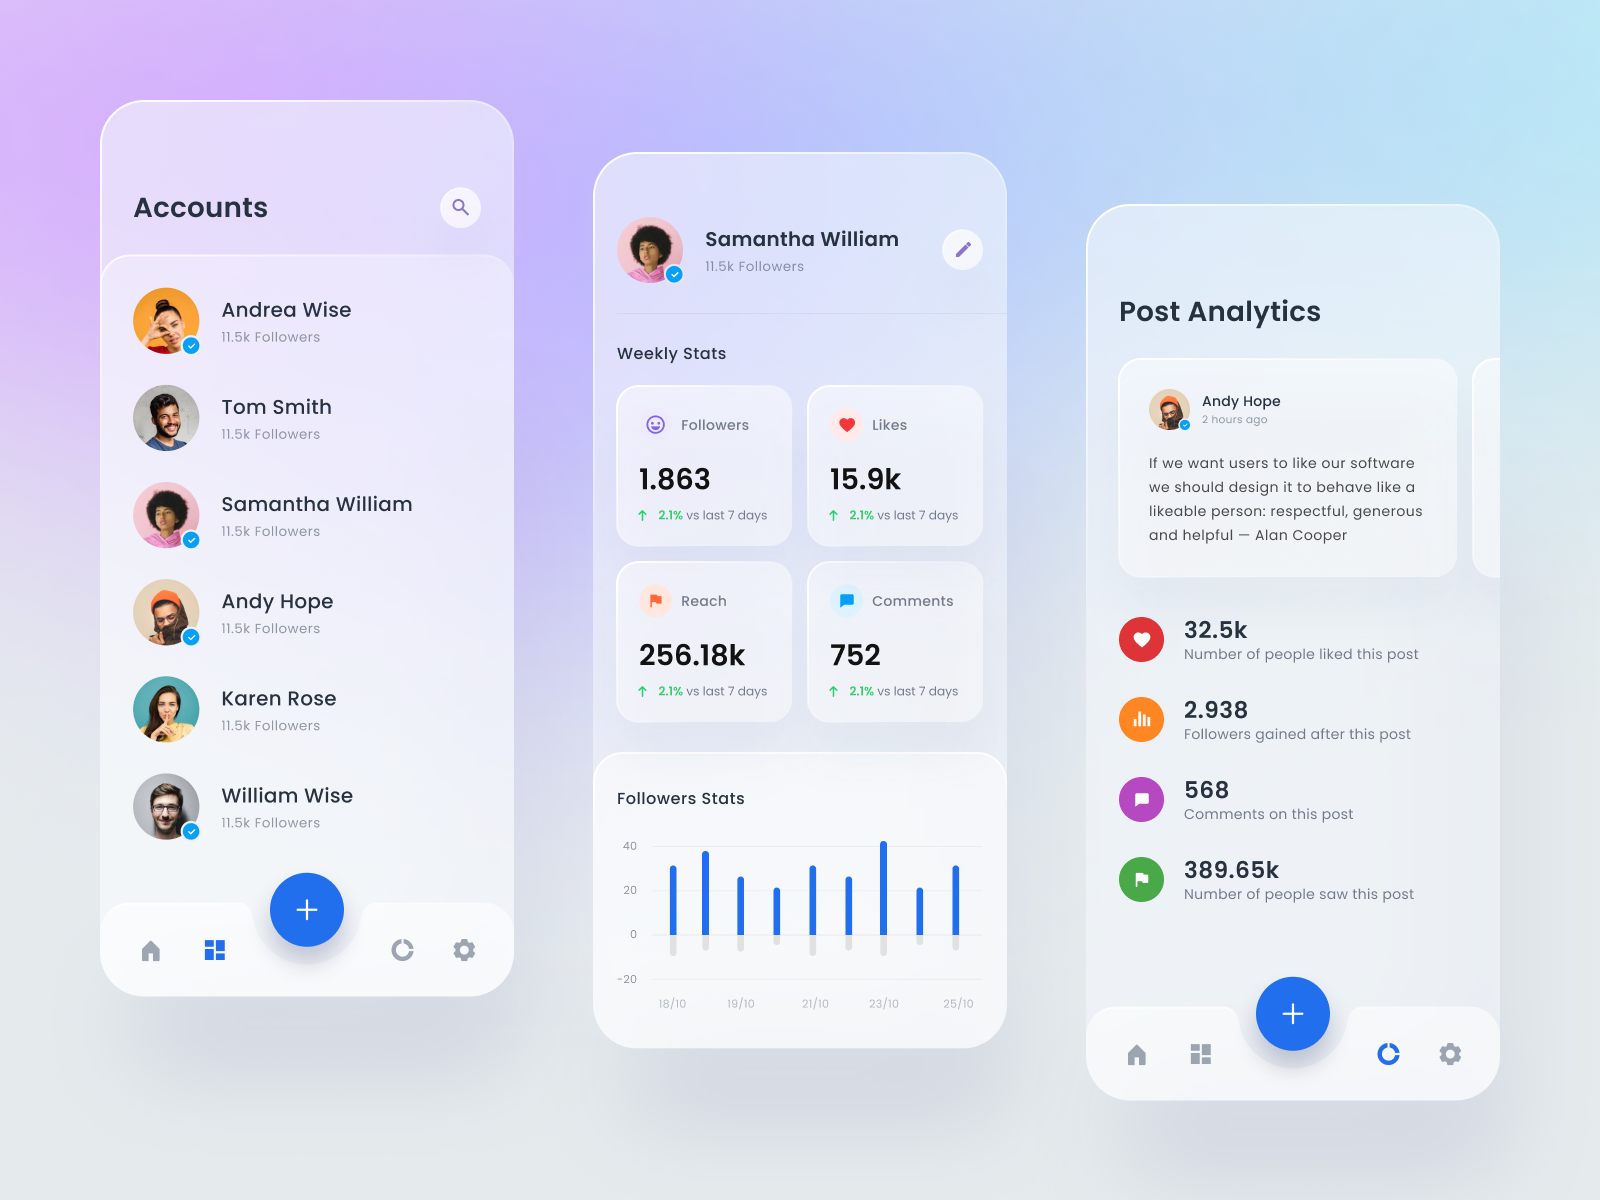 Accounts
Andrea Wise
11.5k Followers
Tom Smith
11.5k Followers
Samantha William
11.5k Followers
Andy Hope
11.5k Followers
Karen Rose
11.5k Followers
William Wise
11.5k Followers
Samantha William
11.5k Followers
Weekly Stats
Followers
1.863
2.1% vs last 7 days
Likes
15.9k
2.1% vs last 7 days
Reach
256.18k
2.1% vs last 7 days
Comments
752
2.1% vs last 7 days
Followers Stats
40
20
0
-20
18/10 19/10 21/10 23/10 25/10
Post Analytics
Andy Hope
2 hours ago
If we want users to like our software
we should design it to behave like a
likeable person: respectful, generous
and helpful — Alan Cooper
32.5k
Number of people liked this post
2.938
Followers gained after this post
568
Comments on this post
389.65k
Number of people saw this post